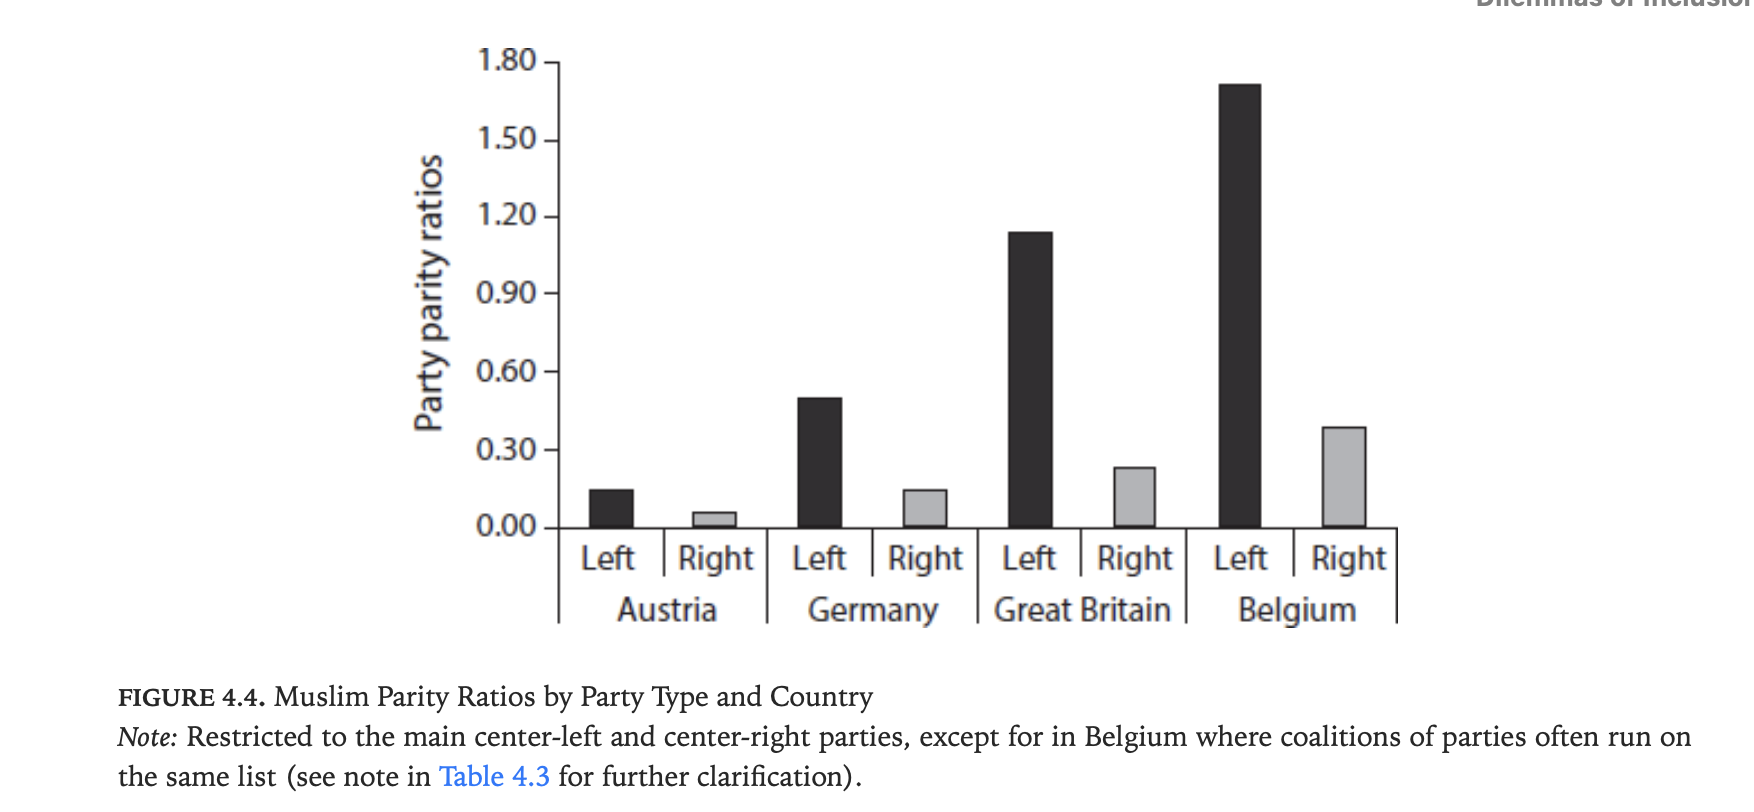 1.80
1.50
1.20
0.90
0.60
0.30
0.00
Party parity ratios
Left Right Left Right Left Right Left Right
Austria Germany Great Britain Belgium
FIGURE 4.4. Muslim Parity Ratios by Party Type and Country
Note: Restricted to the main center-left and center-right parties, except for in Belgium where coalitions of parties often run on
the same list (see note in Table 4.3 for further clarification).